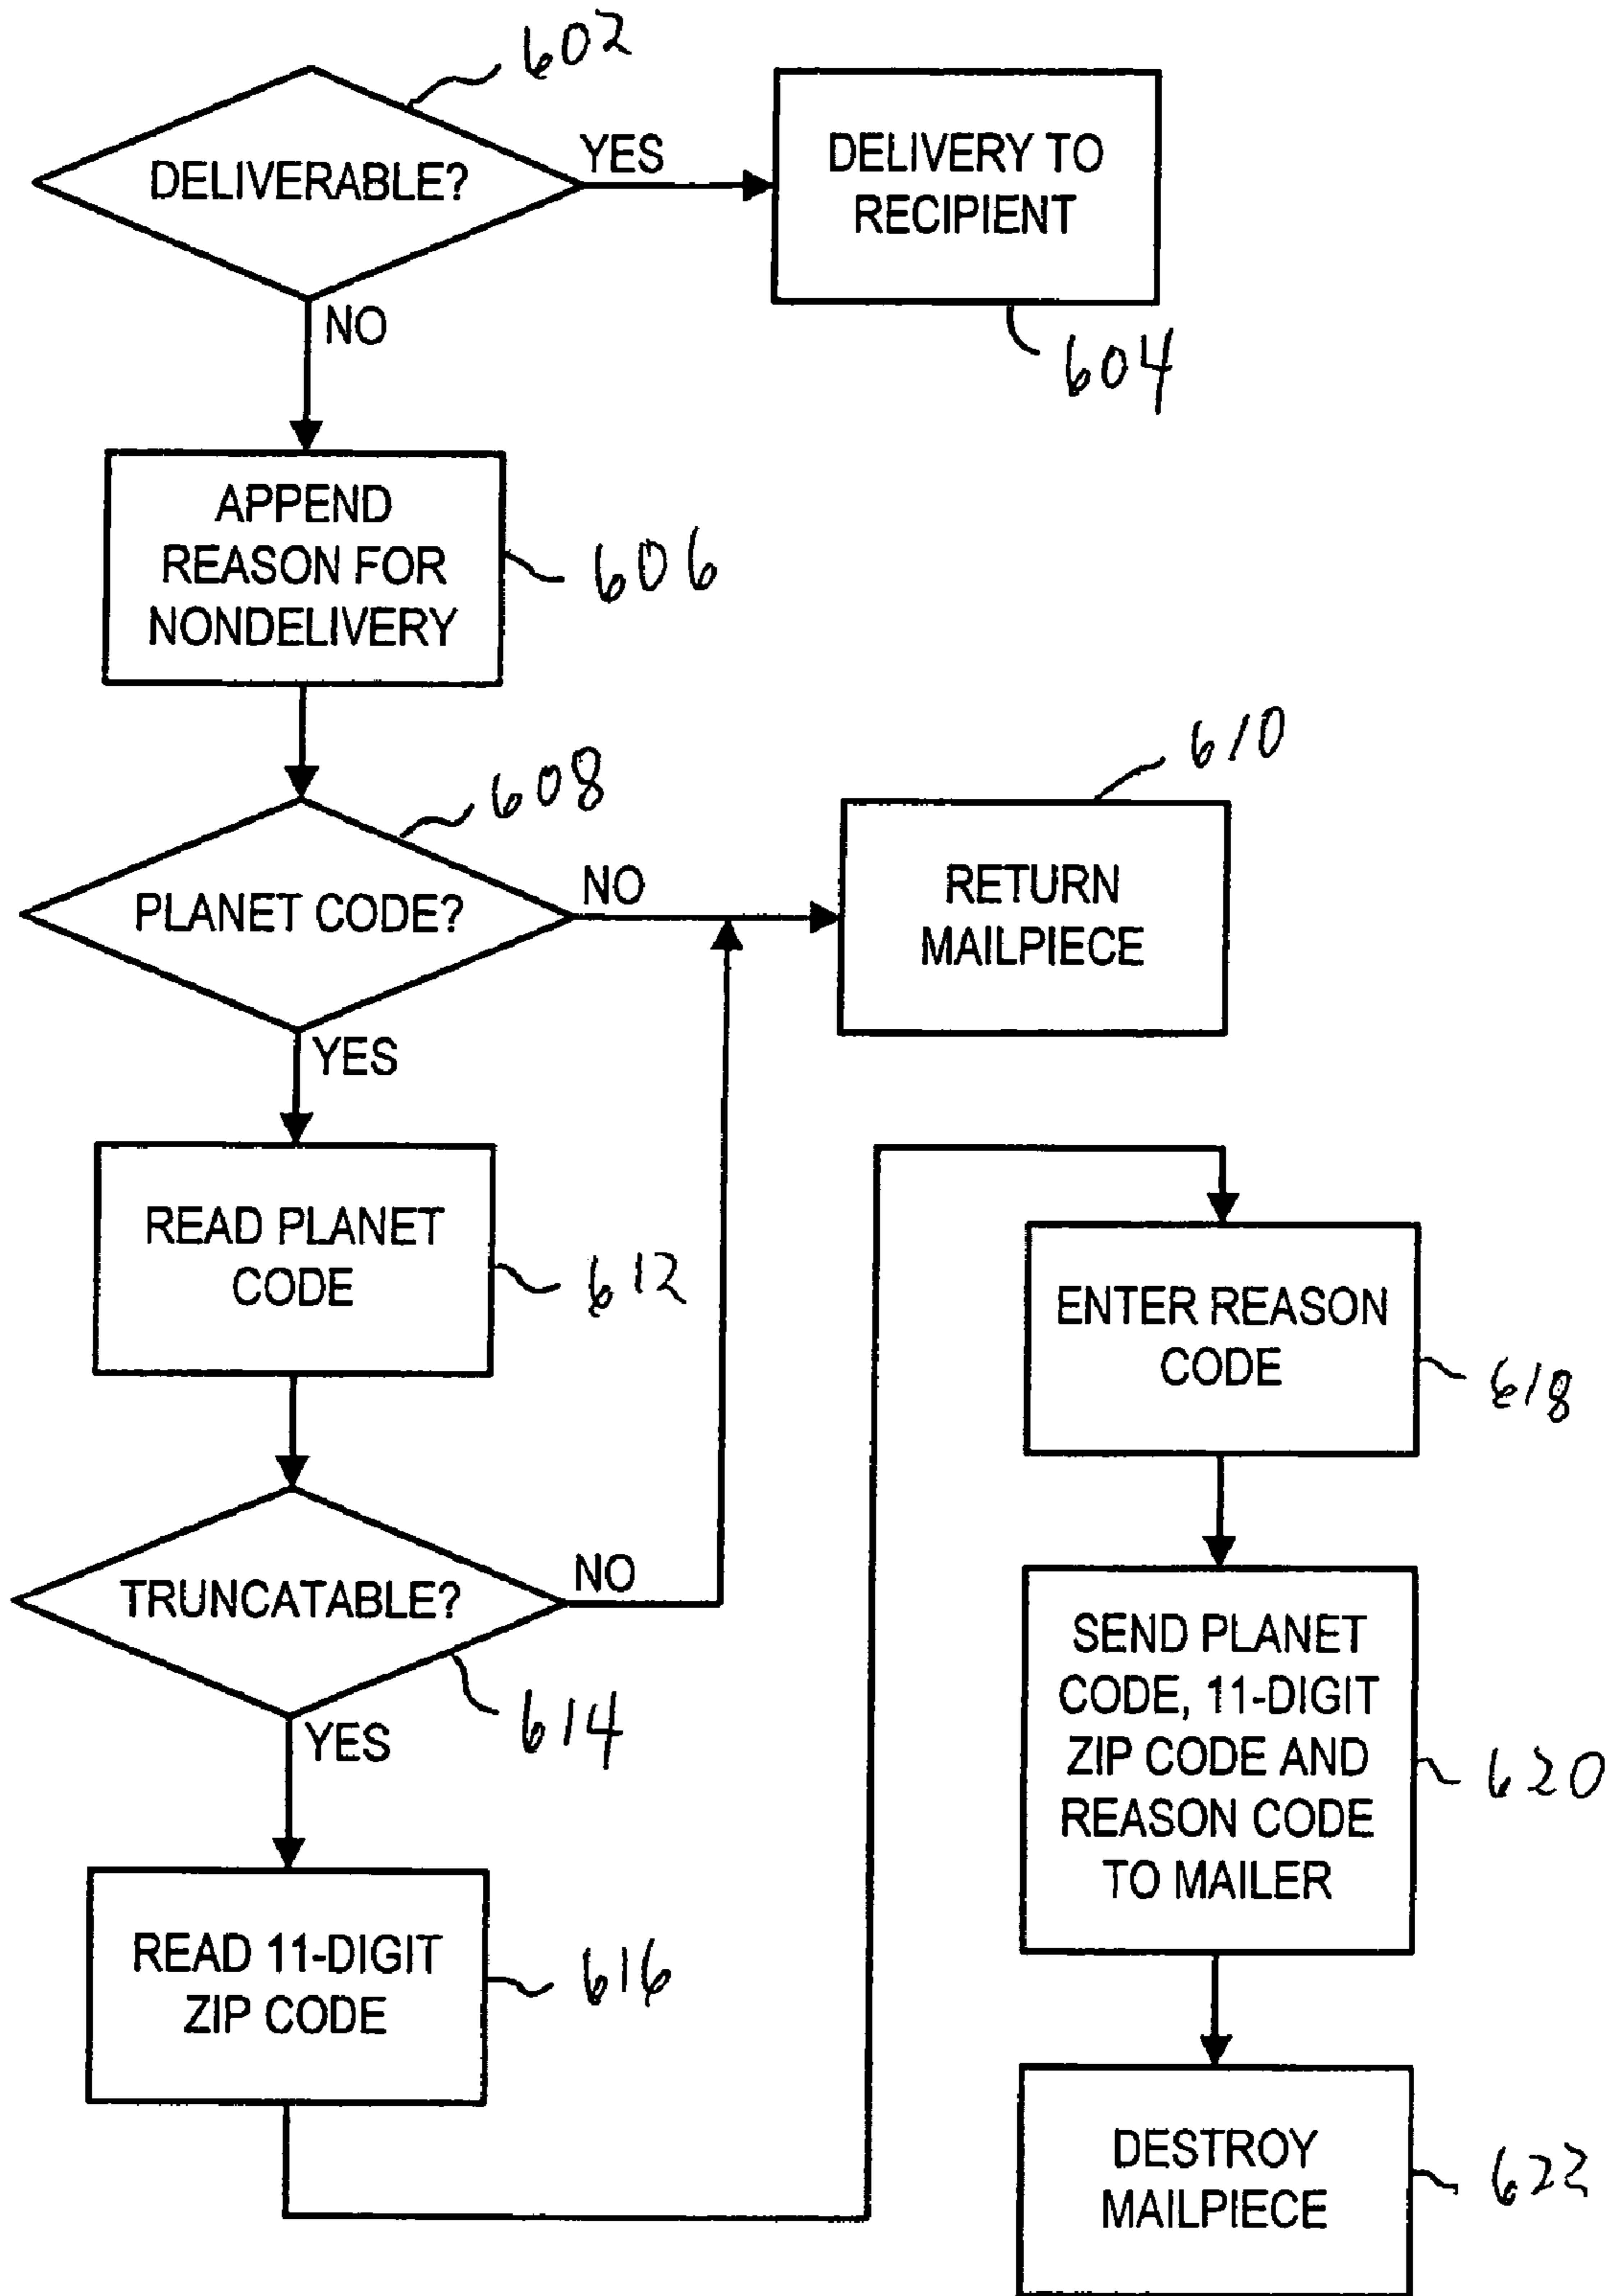 602
DELIVERABLE?
YES
DELIVERY TO
RECIPIENT
604
NO
APPEND
REASON FOR
NONDELIVERY
606
608
PLANET CODE?
NO
610
RETURN
MAILPIECE
YES
READ PLANET
CODE
612
TRUNCATABLE?
NO
614
YES
READ 11-DIGIT
ZIP CODE
616
ENTER REASON
CODE
618
SEND PLANET
CODE, 11-DIGIT
ZIP CODE AND
REASON CODE
TO MAILER
620
DESTROY
MAILPIECE
622